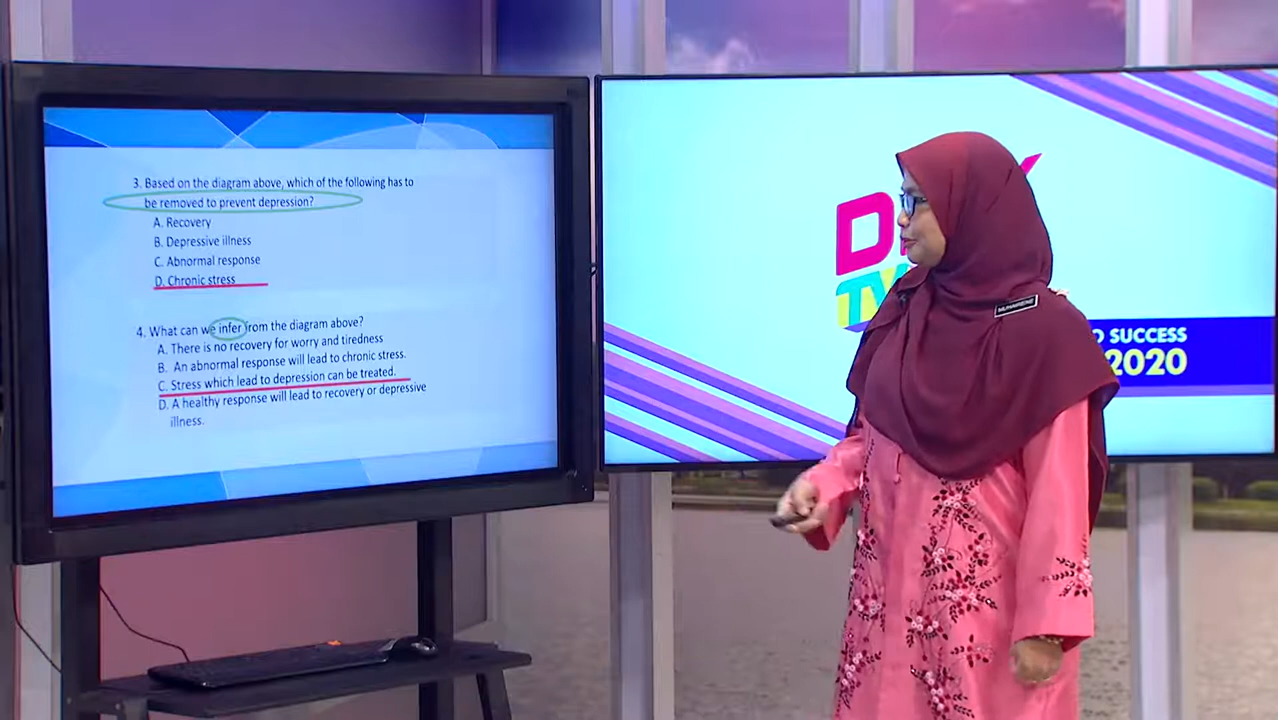 3. Based on the diagram above, which of the following has to
be removed to prevent depression?
A. Recovery
B. Depressive illness
C. Abnormal response
D. Chronic stress
4. What can we infer from the diagram above?
A. There is no recovery for worry and tiredness
B. An abnormal response will lead to chronic stress.
C. Stress which lead to depression can be treated.
D. A healthy response will lead to recovery or depressive
illness.
TV
SUCCESS
2020